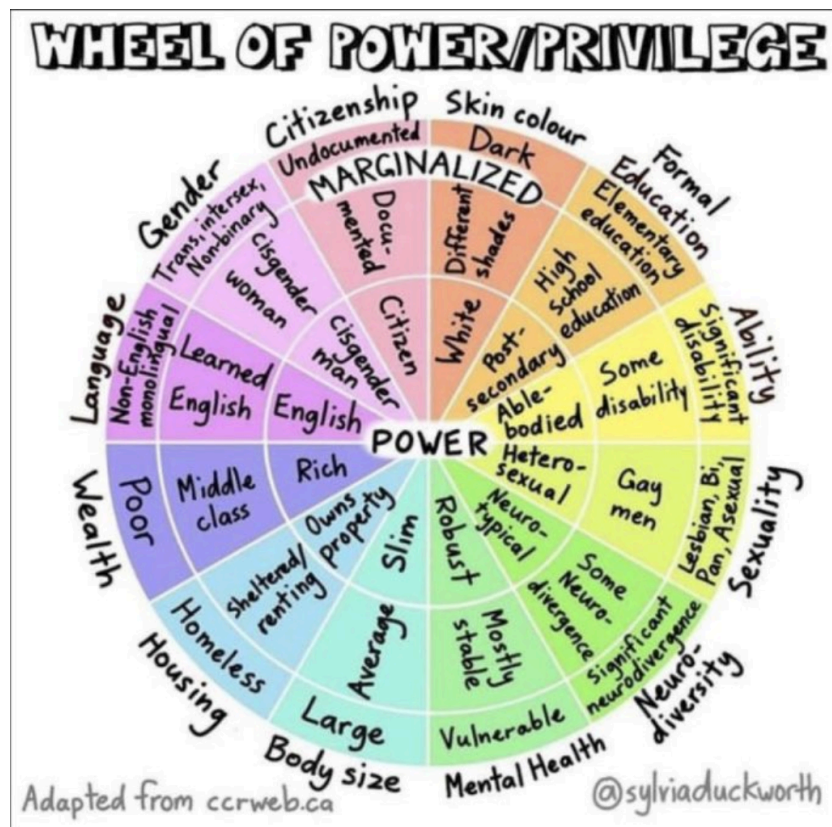 WHEEL OF POWER/PRIVILEGE
Citizenship
Undocumented
Docu-
mented
Citizen
Skin colour
Dark
Different
shades
White
Formal
Education
Elementary
education
High
School
education
Post-
secondary
Ability
Significant
disability
Some
disability
Able-
bodied
Sexuality
Lesbian, Bi,
Pan, Asexual
Gay
men
Hetero-
sexual
Neuro-
diversity
Significant
neurodivergence
Some
Neuro-
divergence
Neuro-
typical
Mental Health
Vulnerable
Mostly
stable
Robust
Body size
Large
Average
Slim
Housing
Homeless
Sheltered/
renting
Owns
property
Wealth
Poor
Middle
class
Rich
Language
Non-English
monolingual
Learned
English
English
Gender
Trans, intersex,
Non-binary
cisgender
woman
cisgender
man
MARGINALIZED
POWER
Adapted from ccrweb.ca
@sylviaduckworth